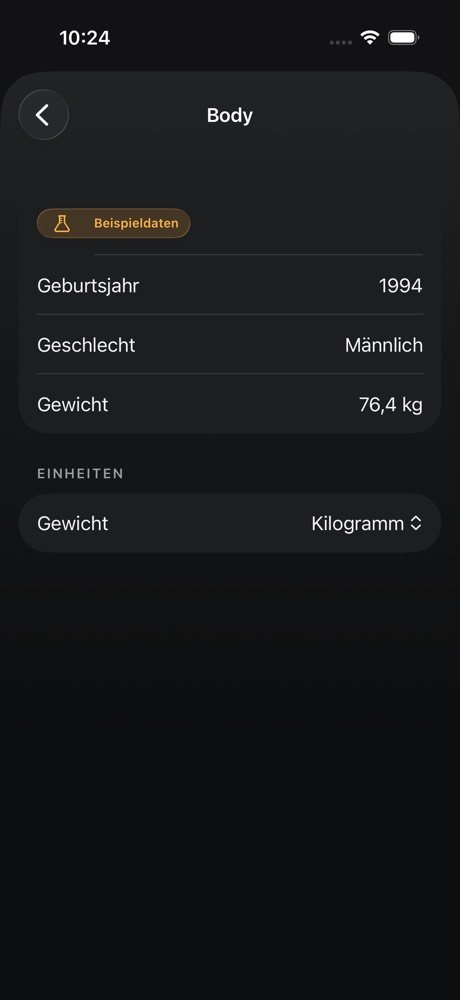 10:24
Body
Beispieldaten
Geburtsjahr 1994
Geschlecht Männlich
Gewicht 76,4 kg
EINHEITEN
Gewicht Kilogramm